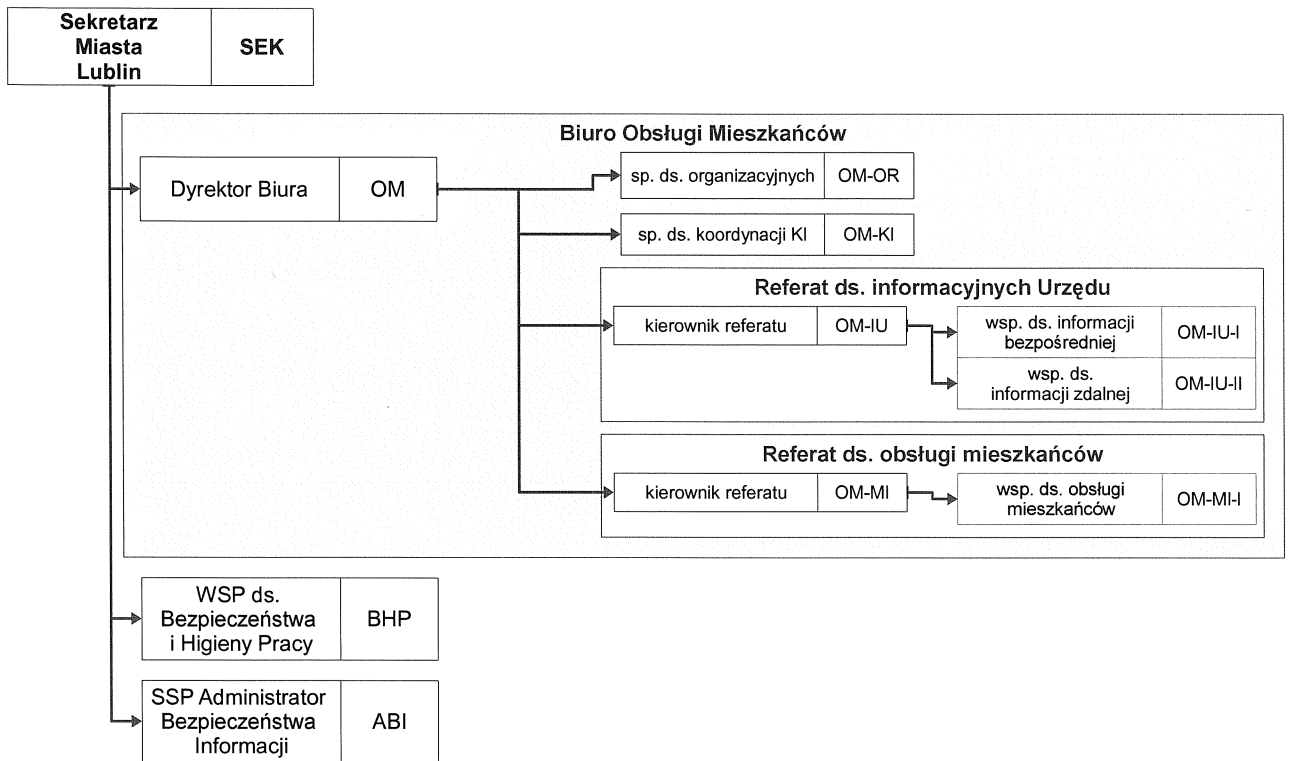 Sekretarz
Miasta
Lublin
SEK
Biuro Obsługi Mieszkańców
Dyrektor Biura
OM
sp. ds. organizacyjnych
OM-OR
sp. ds. koordynacji KI
OM-KI
Referat ds. informacyjnych Urzędu
kierownik referatu
OM-IU
wsp. ds. informacji
bezpośredniej
OM-IU-I
wsp. ds.
informacji zdalnej
OM-IU-II
Referat ds. obsługi mieszkańców
kierownik referatu
OM-MI
wsp. ds. obsługi
mieszkańców
OM-MI-I
WSP ds.
Bezpieczeństwa
i Higieny Pracy
BHP
SSP Administrator
Bezpieczeństwa
Informacji
ABI